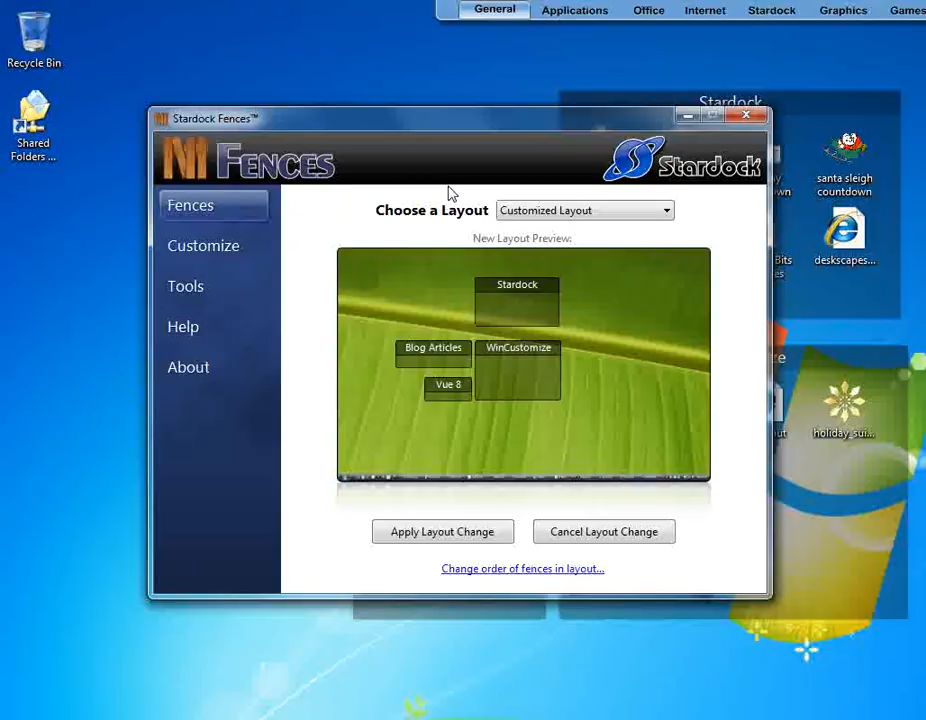 General Applications Office Internet Stardock Graphics Games
Recycle Bin
Shared
Folders ...
Stardock
santa sleigh
countdown
deskscapes...
holiday_sui...
Stardock Fences™
FENCES
Stardock
Fences
Customize
Tools
Help
About
Choose a Layout
Customized Layout
New Layout Preview:
Stardock
Blog Articles
WinCustomize
Vue 8
Apply Layout Change
Cancel Layout Change
Change order of fences in layout...